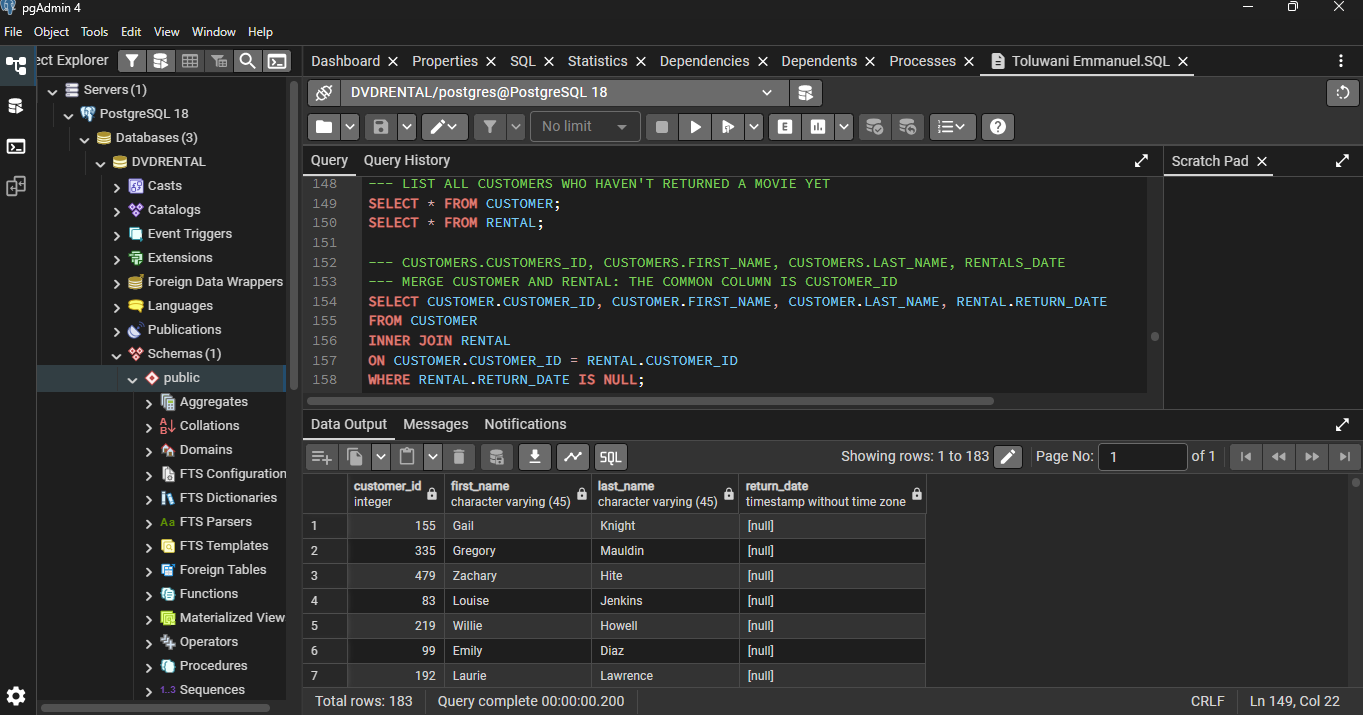 pgAdmin 4
File Object Tools Edit View Window Help
ect Explorer
Dashboard Properties SQL Statistics Dependencies Dependents Processes Toluwani Emmanuel.SQL
Servers (1)
PostgreSQL 18
Databases (3)
DVDRENTAL
Casts
Catalogs
Event Triggers
Extensions
Foreign Data Wrappers
Languages
Publications
Schemas (1)
public
Aggregates
Collations
Domains
FTS Configuration
FTS Dictionaries
Aa FTS Parsers
FTS Templates
Foreign Tables
Functions
Materialized View
Operators
Procedures
1..3 Sequences
DVDRENTAL/postgres@PostgreSQL 18
No limit
E
Query Query History
Scratch Pad
148 --- LIST ALL CUSTOMERS WHO HAVEN'T RETURNED A MOVIE YET
149 SELECT * FROM CUSTOMER;
150 SELECT * FROM RENTAL;
151
152 --- CUSTOMERS.CUSTOMERS_ID, CUSTOMERS.FIRST_NAME, CUSTOMERS.LAST_NAME, RENTALS_DATE
153 --- MERGE CUSTOMER AND RENTAL: THE COMMON COLUMN IS CUSTOMER_ID
154 SELECT CUSTOMER.CUSTOMER_ID, CUSTOMER.FIRST_NAME, CUSTOMER.LAST_NAME, RENTAL.RETURN_DATE
155 FROM CUSTOMER
156 INNER JOIN RENTAL
157 ON CUSTOMER.CUSTOMER_ID = RENTAL.CUSTOMER_ID
158 WHERE RENTAL.RETURN_DATE IS NULL;
Data Output Messages Notifications
SQL
Showing rows: 1 to 183
Page No: 1 of 1
customer_id first_name last_name return_date
integer character varying (45) character varying (45) timestamp without time zone
1 155 Gail Knight [null]
2 335 Gregory Mauldin [null]
3 479 Zachary Hite [null]
4 83 Louise Jenkins [null]
5 219 Willie Howell [null]
6 99 Emily Diaz [null]
7 192 Laurie Lawrence [null]
Total rows: 183 Query complete 00:00:00.200 CRLF Ln 149, Col 22